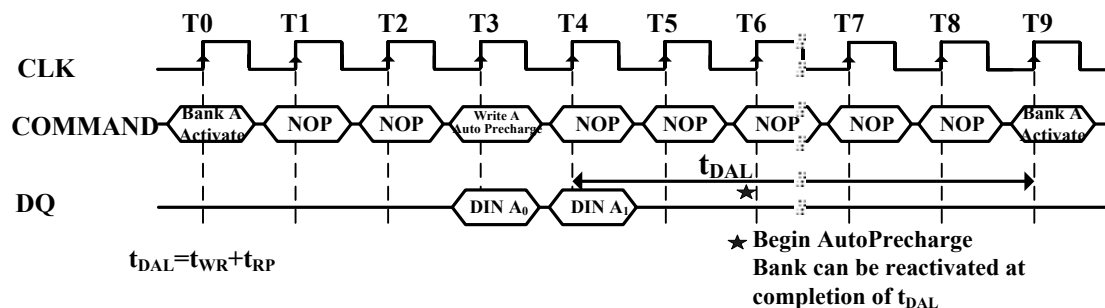 T0 T1 T2 T3 T4 T5 T6 T7 T8 T9
CLK
COMMAND Bank A Activate NOP NOP Write A Auto Precharge NOP NOP NOP NOP NOP Bank A Activate
tDAL
DQ DIN A0 DIN A1
tDAL=tWR+tRP
★ Begin AutoPrecharge
Bank can be reactivated at
completion of tDAL